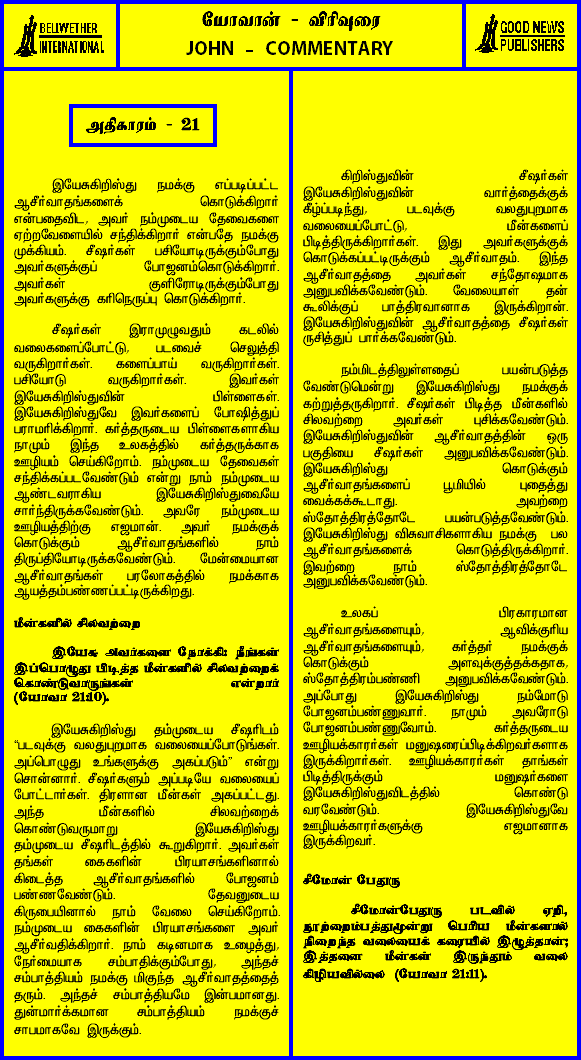 BELWETHER
INTERNATIONAL
யோவான் - விரிவுரை
JOHN - COMMENTARY
GOOD NEWS
PUBLISHERS
அதிகாரம் - 21
இயேசுகிறிஸ்து நமக்கு எப்படிப்பட்ட
ஆசீர்வாதங்களைக் கொடுக்கிறார்
என்பதைவிட, அவர் நம்முடைய தேவைகளை
ஏற்றவேளையில் சந்திக்கிறார் என்பதே நமக்கு
முக்கியம். சீஷர்கள் பசியோடிருக்கும்போது
அவர்களுக்குப் போஜனம்கொடுக்கிறார்.
அவர்கள் குளிரோடிருக்கும்போது
அவர்களுக்கு கரிநெருப்பு கொடுக்கிறார்.
சீஷர்கள் இராமுழுவதும் கடலில்
வலைகளைப்போட்டு, படவைச் செலுத்தி
வருகிறார்கள். களைப்பாய் வருகிறார்கள்.
பசியோடு வருகிறார்கள். இவர்கள்
இயேசுகிறிஸ்துவின் பிள்ளைகள்.
இயேசுகிறிஸ்துவே இவர்களைப் போஷித்துப்
பராமரிக்கிறார். கர்த்தருடைய பிள்ளைகளாகிய
நாமும் இந்த உலகத்தில் கர்த்தருக்காக
ஊழியம் செய்கிறோம். நம்முடைய தேவைகள்
சந்திக்கப்படவேண்டும் என்று நாம் நம்முடைய
ஆண்டவராகிய இயேசுகிறிஸ்துவையே
சார்ந்திருக்கவேண்டும். அவரே நம்முடைய
ஊழியத்திற்கு எஜமான். அவர் நமக்குக்
கொடுக்கும் ஆசீர்வாதங்களில் நாம்
திருப்தியோடிருக்கவேண்டும். மேன்மையான
ஆசீர்வாதங்கள் பரலோகத்தில் நமக்காக
ஆயத்தம்பண்ணப்பட்டிருக்கிறது.
மீன்களில் சிலவற்றை
இயேசு அவர்களை நோக்கி: நீங்கள்
இப்பொழுது பிடித்த மீன்களில் சிலவற்றைக்
கொண்டுவாருங்கள் என்றார்
(யோவா 21:10).
இயேசுகிறிஸ்து தம்முடைய சீஷரிடம்
"படவுக்கு வலதுபுறமாக வலையைப்போடுங்கள்.
அப்பொழுது உங்களுக்கு அகப்படும்" என்று
சொன்னார். சீஷர்களும் அப்படியே வலையைப்
போட்டார்கள். திரளான மீன்கள் அகப்பட்டது.
அந்த மீன்களில் சிலவற்றைக்
கொண்டுவருமாறு இயேசுகிறிஸ்து
தம்முடைய சீஷரிடத்தில் கூறுகிறார். அவர்கள்
தங்கள் கைகளின் பிரயாசங்களினால்
கிடைத்த ஆசீர்வாதங்களில் போஜனம்
பண்ணவேண்டும். தேவனுடைய
கிருபையினால் நாம் வேலை செய்கிறோம்.
நம்முடைய கைகளின் பிரயாசங்களை அவர்
ஆசீர்வதிக்கிறார். நாம் கடினமாக உழைத்து,
நேர்மையாக சம்பாதிக்கும்போது, அந்தச்
சம்பாத்தியம் நமக்கு மிகுந்த ஆசீர்வாதத்தைத்
தரும். அந்தச் சம்பாத்தியமே இன்பமானது.
துன்மார்க்கமான சம்பாத்தியம் நமக்குச்
சாபமாகவே இருக்கும்.
கிறிஸ்துவின் சீஷர்கள்
இயேசுகிறிஸ்துவின் வார்த்தைக்குக்
கீழ்ப்படிந்து, படவுக்கு வலதுபுறமாக
வலையைப்போட்டு, மீன்களைப்
பிடித்திருக்கிறார்கள். இது அவர்களுக்குக்
கொடுக்கப்பட்டிருக்கும் ஆசீர்வாதம். இந்த
ஆசீர்வாதத்தை அவர்கள் சந்தோஷமாக
அனுபவிக்கவேண்டும். வேலையாள் தன்
கூலிக்குப் பாத்திரவானாக இருக்கிறான்.
இயேசுகிறிஸ்துவின் ஆசீர்வாதத்தை சீஷர்கள்
ருசித்துப் பார்க்கவேண்டும்.
நம்மிடத்திலுள்ளதைப் பயன்படுத்த
வேண்டுமென்று இயேசுகிறிஸ்து நமக்குக்
கற்றுத்தருகிறார். சீஷர்கள் பிடித்த மீன்களில்
சிலவற்றை அவர்கள் புசிக்கவேண்டும்.
இயேசுகிறிஸ்துவின் ஆசீர்வாதத்தின் ஒரு
பகுதியை சீஷர்கள் அனுபவிக்கவேண்டும்.
இயேசுகிறிஸ்து கொடுக்கும்
ஆசீர்வாதங்களைப் பூமியில் புதைத்து
வைக்கக்கூடாது. அவற்றை
ஸ்தோத்திரத்தோடே பயன்படுத்தவேண்டும்.
இயேசுகிறிஸ்து விசுவாசிகளாகிய நமக்கு பல
ஆசீர்வாதங்களைக் கொடுத்திருக்கிறார்.
இவற்றை நாம் ஸ்தோத்திரத்தோடே
அனுபவிக்கவேண்டும்.
உலகப் பிரகாரமான
ஆசீர்வாதங்களையும், ஆவிக்குரிய
ஆசீர்வாதங்களையும், கர்த்தர் நமக்குக்
கொடுக்கும் அளவுக்குத்தக்கதாக,
ஸ்தோத்திரம்பண்ணி அனுபவிக்கவேண்டும்.
அப்போது இயேசுகிறிஸ்து நம்மோடு
போஜனம்பண்ணுவார். நாமும் அவரோடு
போஜனம்பண்ணுவோம். கர்த்தருடைய
ஊழியக்காரர்கள் மனுஷரைப்பிடிக்கிறவர்களாக
இருக்கிறார்கள். ஊழியக்காரர்கள் தாங்கள்
பிடித்திருக்கும் மனுஷர்களை
இயேசுகிறிஸ்துவிடத்தில் கொண்டு
வரவேண்டும். இயேசுகிறிஸ்துவே
ஊழியக்காரர்களுக்கு எஜமானாக
இருக்கிறவர்.
சீமோன் பேதுரு
சீமோன்பேதுரு படவில் ஏறி,
நூற்றைம்பத்துமூன்று பெரிய மீன்களால்
நிறைந்த வலையைக் கரையில் இழுத்தான்;
இத்தனை மீன்கள் இருந்தும் வலை
கிழியவில்லை (யோவா 21:11).